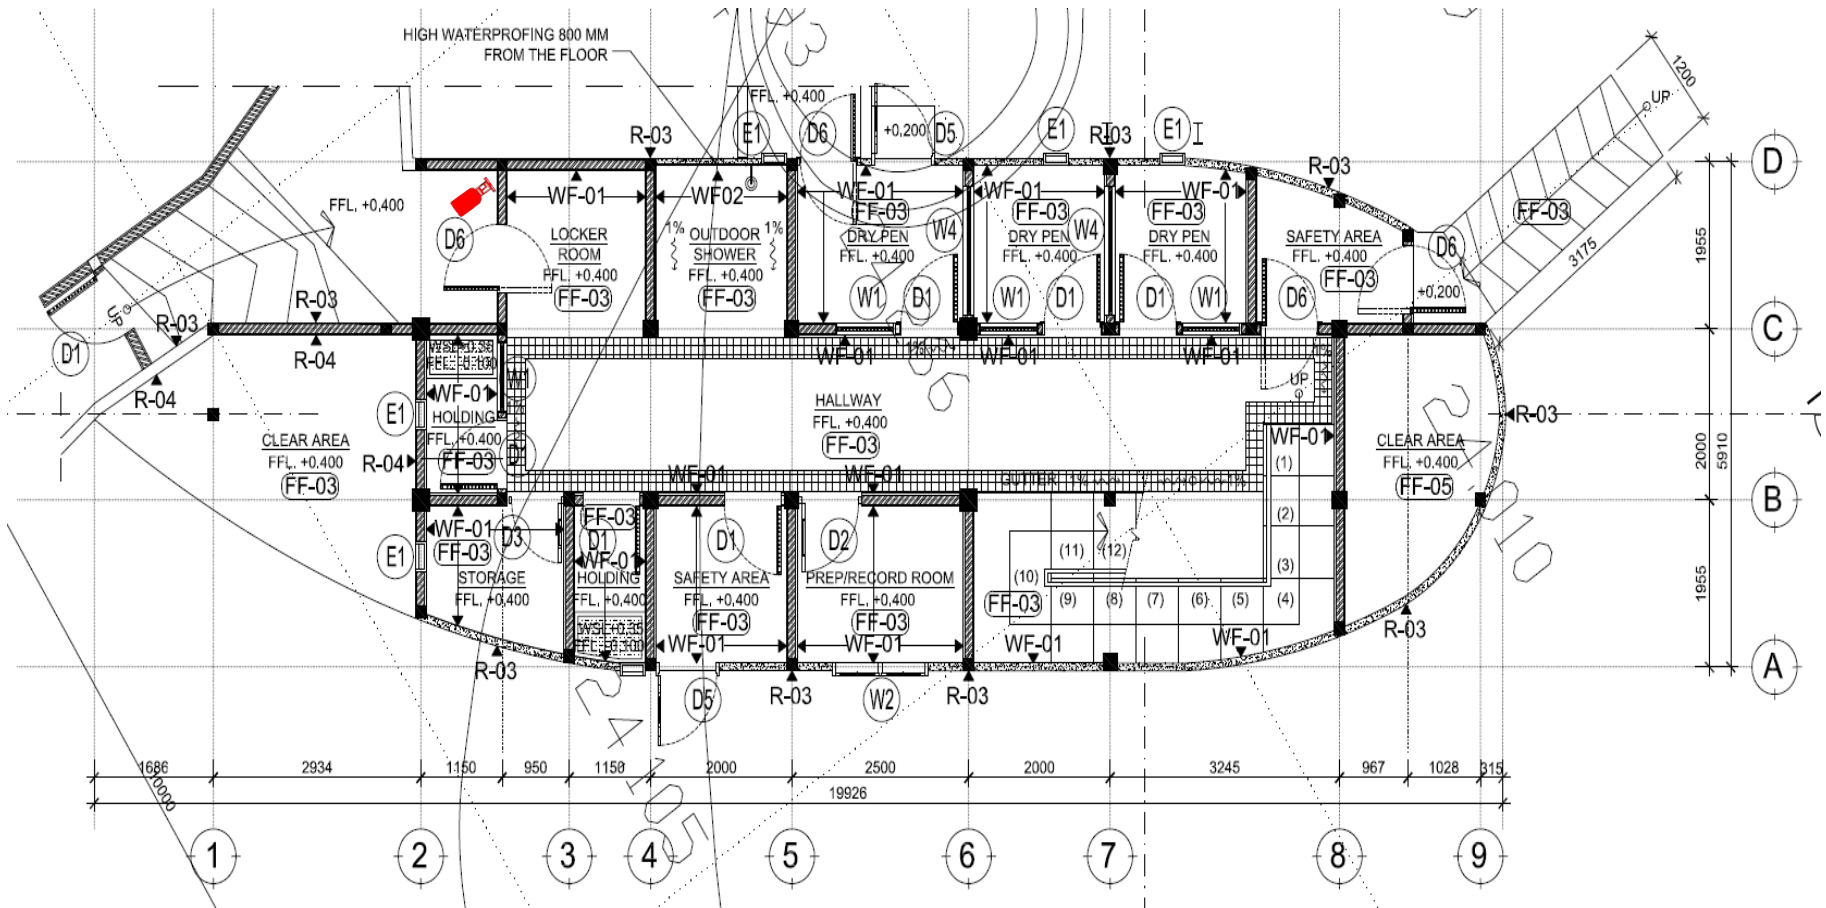 HIGH WATERPROFING 800 MM
FROM THE FLOOR
1200
UP
FFL. +0.400
+0,200
R-03
E1
D6
D5
E1
R-03
E1
R-03
D
FFL. +0,400
WF-01
WF02
WF-01
FF-03
WF-01
FF-03
WF-01
FF-03
FF-03
D6
LOCKER
ROOM
FFL. +0.400
FF-03
1%
OUTDOOR
SHOWER
1%
FFL. +0.400
FF-03
DRY PEN
FFL. +0.400
W4
DRY PEN
FFL. +0.400
W4
DRY PEN
FFL. +0.400
SAFETY AREA
FFL. +0.400
FF-03
D6
3175
1955
+0,200
W1
D1
W1
D1
D1
W1
D6
UP
R-03
R-03
C
D1
R-04
R-04
WF-01
WF-01
WF-01
1%
1%
W1
WF-01
UP
E1
HOLDING
FFL. +0.400
FF-03
HALLWAY
FFL. +0.400
FF-03
CLEAR AREA
FFL. +0.400
FF-03
R-04
WF-01
(1)
CLEAR AREA
FFL. +0.400
FF-05
R-03
2000
5910
WF-01
WF-01
GUTTER
1%
1%
B
WF-01
FF-03
D3
FF-03
D1
WF-01
D1
D2
(2)
E1
(11)
(12)
(3)
STORAGE
FFL. +0,400
HOLDING
FFL. +0,400
SAFETY AREA
FFL. +0,400
FF-03
PREP/RECORD ROOM
FFL. +0,400
FF-03
(10)
FF-03
(9)
(8)
(7)
(6)
(5)
(4)
1955
R-03
WF-01
WF-01
WF-01
WF-01
R-03
A
D5
R-03
W2
R-03
24105
24010
10000
1686
2934
1150
950
1150
2000
2500
2000
3245
967
1028
315
19926
1
2
3
4
5
6
7
8
9